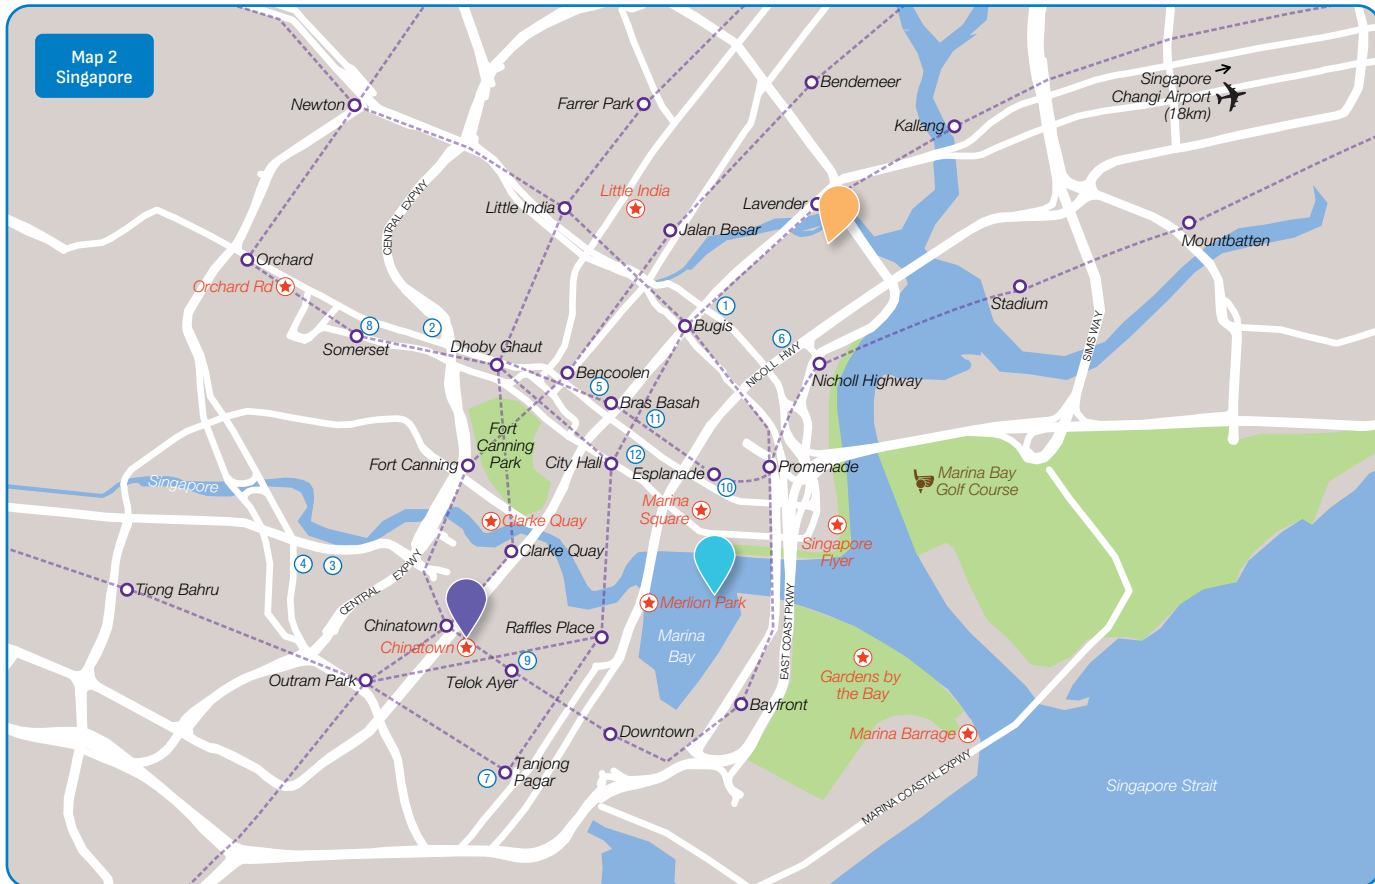 Map 2
Singapore
Newton
Farrer Park
Bendemeer
Kallang
Singapore
Changi Airport
(18km)
CENTRAL EXPWY
Little India
Little India
Lavender
Jalan Besar
Mountbatten
Orchard
Orchard Rd
Stadium
1
8
2
Bugis
6
Somerset
Dhoby Ghaut
NICOLL HWY
SIMS WAY
Bencoolen
Nicholl Highway
5
Bras Basah
11
Fort
Canning
Park
12
Fort Canning
City Hall
Esplanade
Promenade
10
Marina Bay
Golf Course
Singapore
Marina
Square
Clarke Quay
Singapore
Flyer
Clarke Quay
4
3
CENTRAL EXPWY
Tiong Bahru
Merlion Park
EAST COAST PKWY
Chinatown
Raffles Place
Marina
Bay
Chinatown
9
Gardens by
the Bay
Outram Park
Telok Ayer
Bayfront
Downtown
Marina Barrage
7
Tanjong
Pagar
MARINA COASTAL EXPWY
Singapore Strait